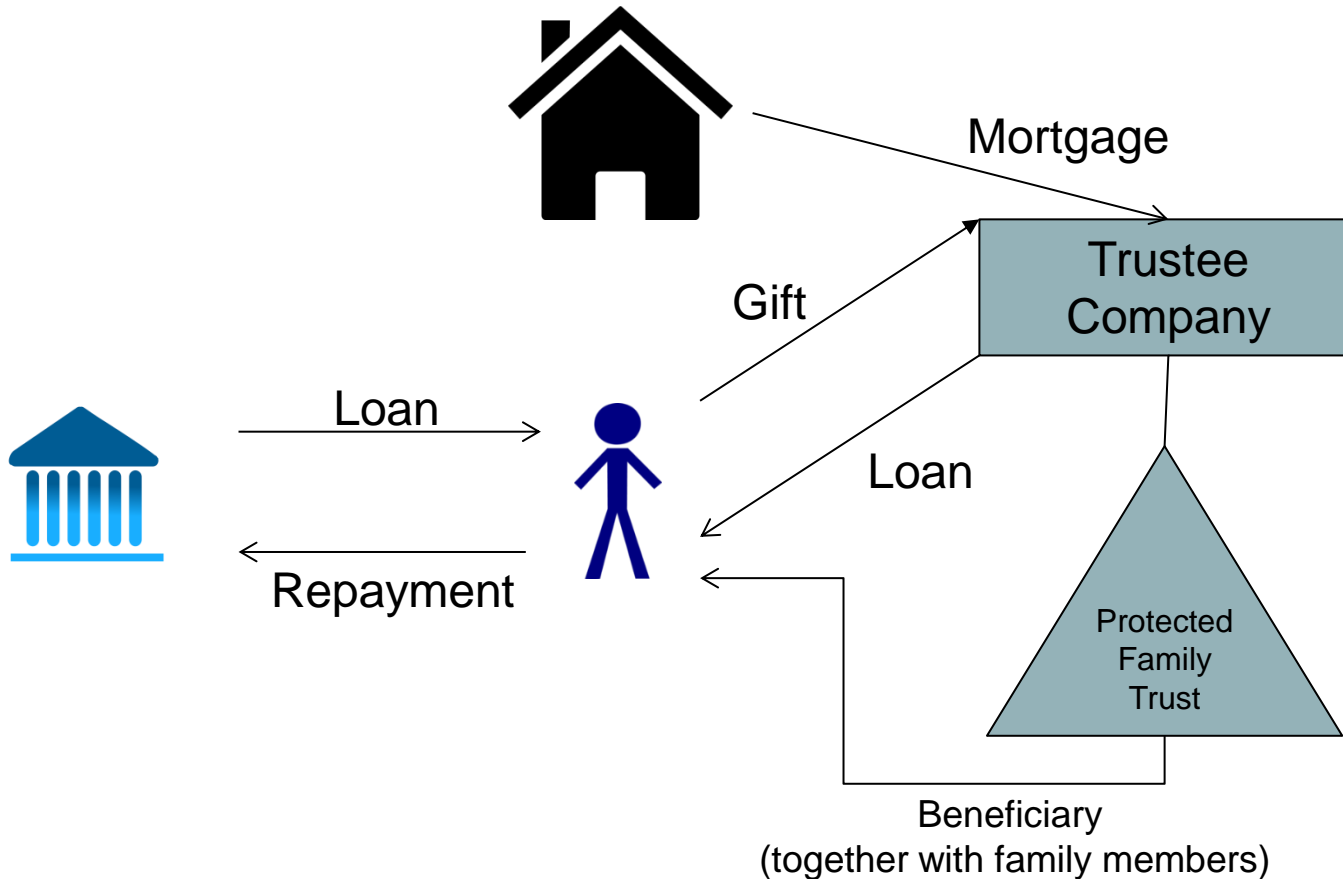 Mortgage
Trustee
Company
Gift
Loan
Loan
Repayment
Protected
Family
Trust
Beneficiary
(together with family members)